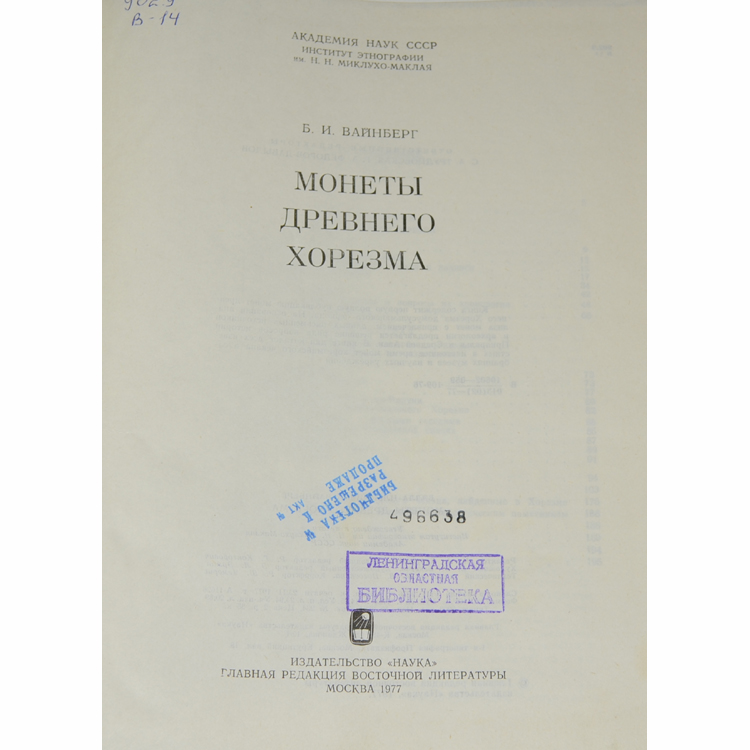 В-14
АКАДЕМИЯ НАУК СССР
ИНСТИТУТ ЭТНОГРАФИИ
им. Н. Н. МИКЛУХО-МАКЛАЯ
Б. И. ВАЙНБЕРГ
МОНЕТЫ
ДРЕВНЕГО
ХОРЕЗМА
БИБЛИОТЕКА №
РАЗРЕШЕНО К
ПРОДАЖЕ
АКТ №
496638
ЛЕНИНГРАДСКАЯ
ОБЛАСТНАЯ
БИБЛИОТЕКА
ИЗДАТЕЛЬСТВО «НАУКА»
ГЛАВНАЯ РЕДАКЦИЯ ВОСТОЧНОЙ ЛИТЕРАТУРЫ
МОСКВА 1977